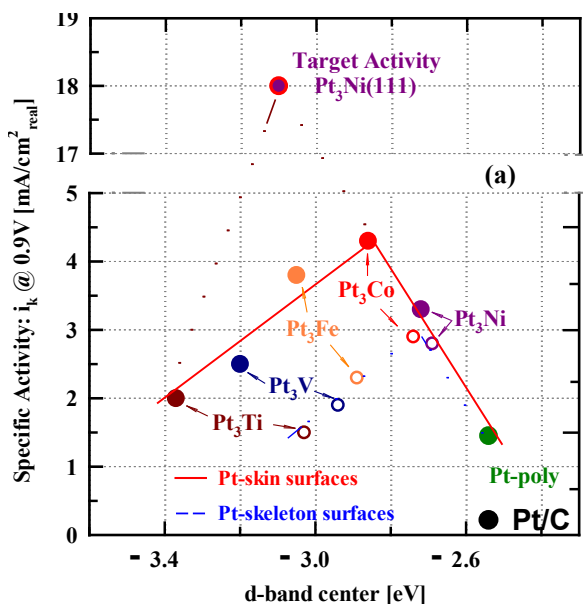 18
Target Activity
Pt₃Ni(111)
17
(a)
5
4
3
2
1
0
Pt₃Co
Pt₃Ni
Pt₃Fe
Pt₃V
Pt₃Ti
Pt-poly
Pt-skin surfaces
Pt-skeleton surfaces
Pt/C
- 3.4
- 3.0
- 2.6
d-band center [eV]
Specific Activity: iₖ @ 0.9V [mA/cm²real]